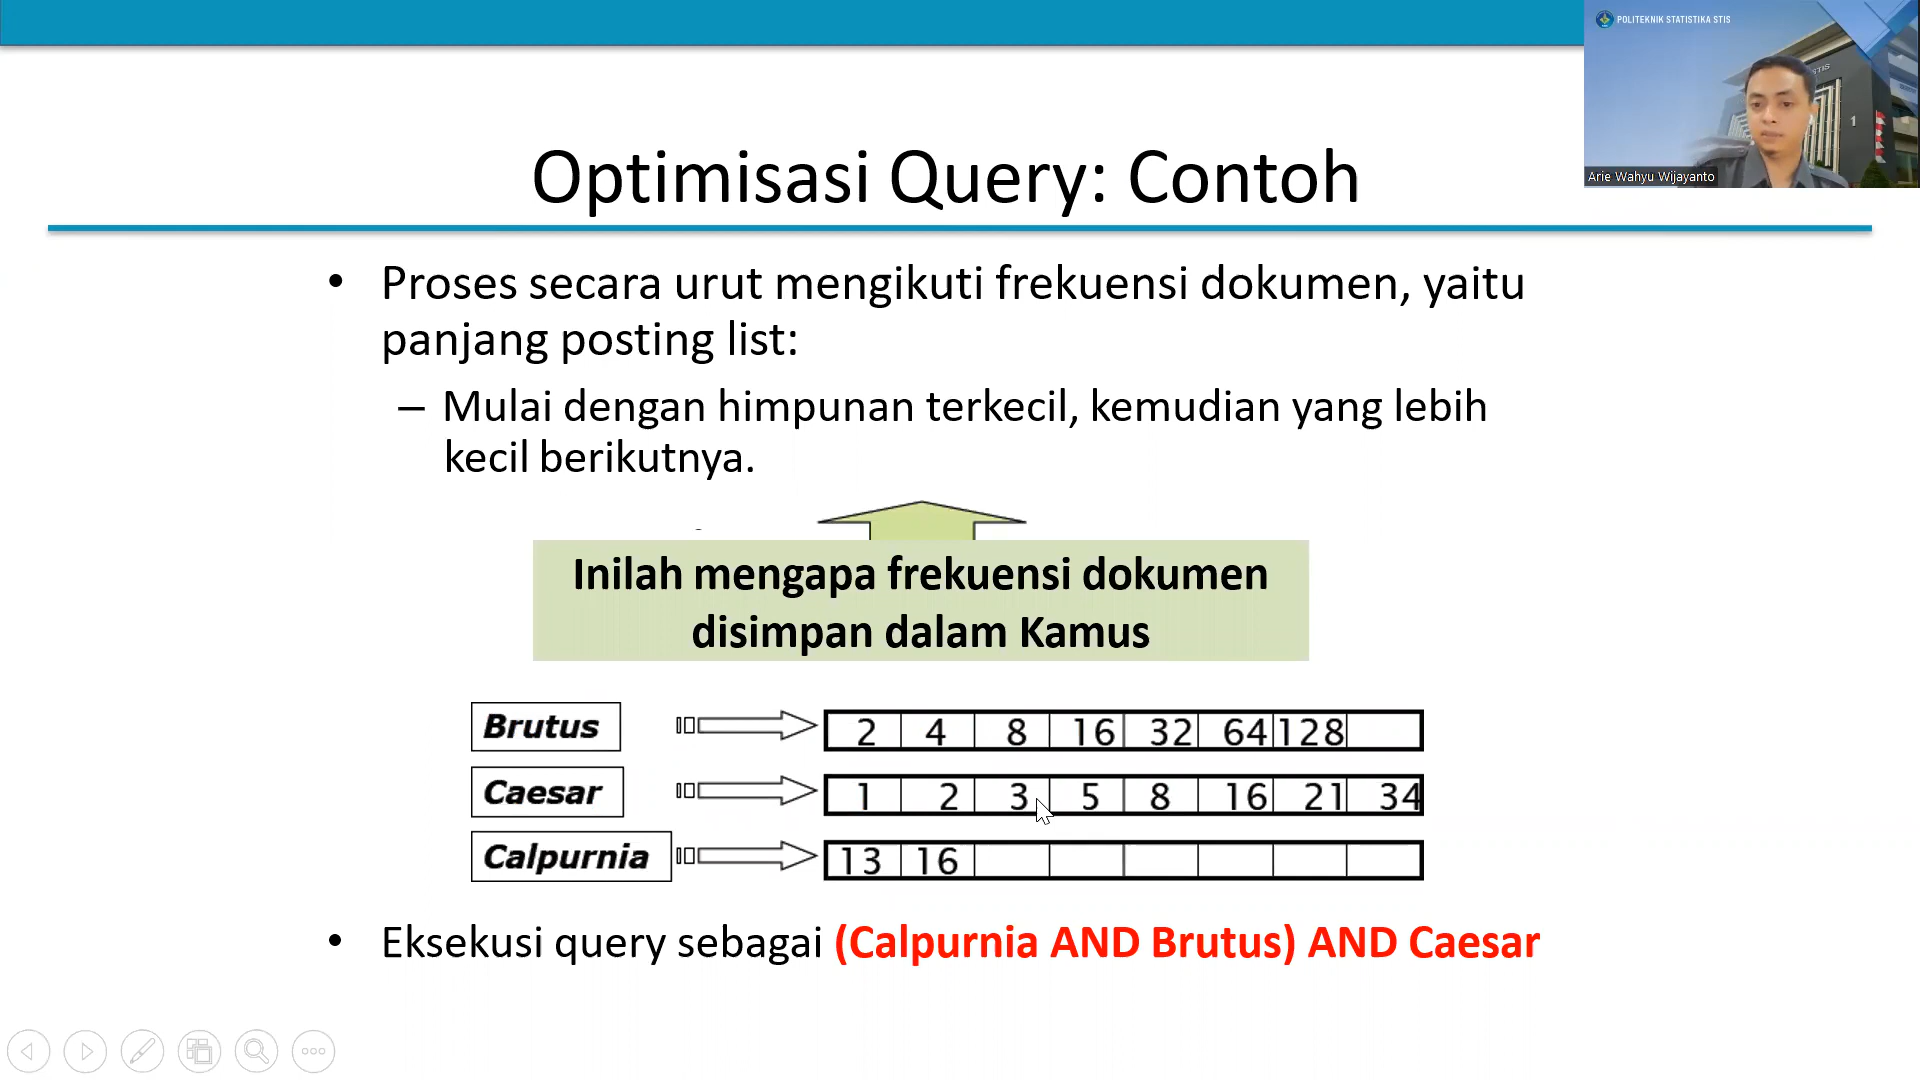 POLITEKNIK STATISTIKA STIS
STIS
1
Arie Wahyu Wijayanto
Optimisasi Query: Contoh
• Proses secara urut mengikuti frekuensi dokumen, yaitu
panjang posting list:
– Mulai dengan himpunan terkecil, kemudian yang lebih
kecil berikutnya.
Inilah mengapa frekuensi dokumen
disimpan dalam Kamus
Brutus 2 4 8 16 32 64 128
Caesar 1 2 3 5 8 16 21 34
Calpurnia 13 16
• Eksekusi query sebagai (Calpurnia AND Brutus) AND Caesar